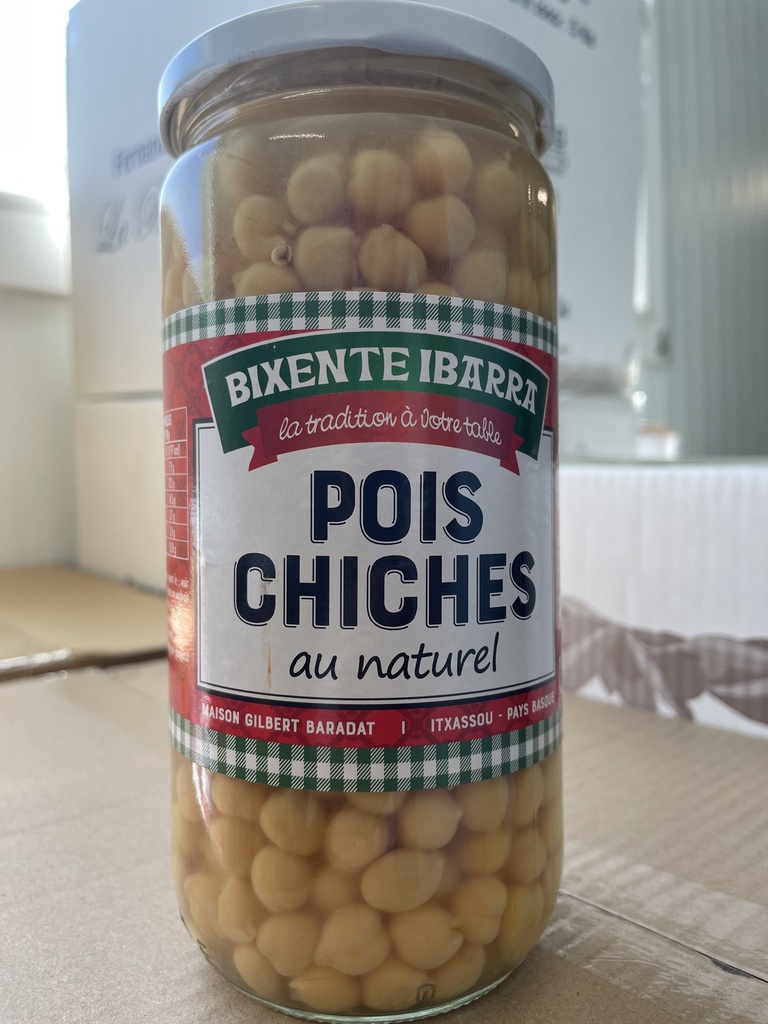 BIXENTE IBARRA
la tradition à votre table
POIS
CHICHES
au naturel
MAISON GILBERT BARADAT | ITXASSOU - PAYS BASQUE